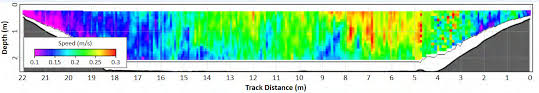 0
1
2
Depth (m)
Speed (m/s)
0.1 0.15 0.2 0.25 0.3
22 21 20 19 18 17 16 15 14 13 12 11 10 9 8 7 6 5 4 3 2 1 0
Track Distance (m)